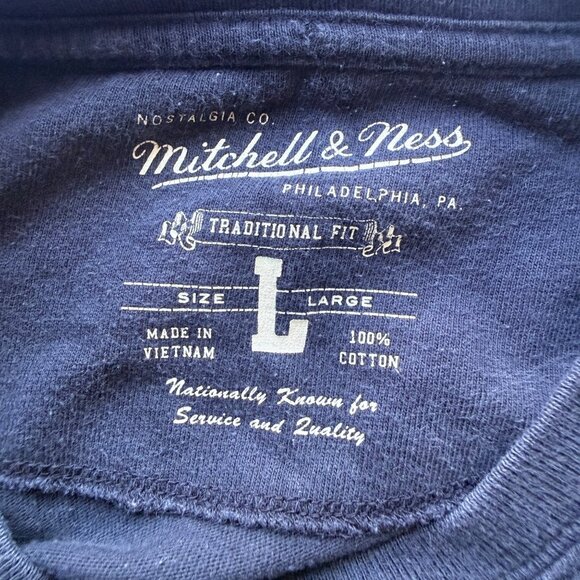 NOSTALGIA CO.
Mitchell & Ness
PHILADELPHIA, PA.
TRADITIONAL FIT
SIZE L LARGE
MADE IN VIETNAM
100% COTTON
Nationally Known for
Service and Quality